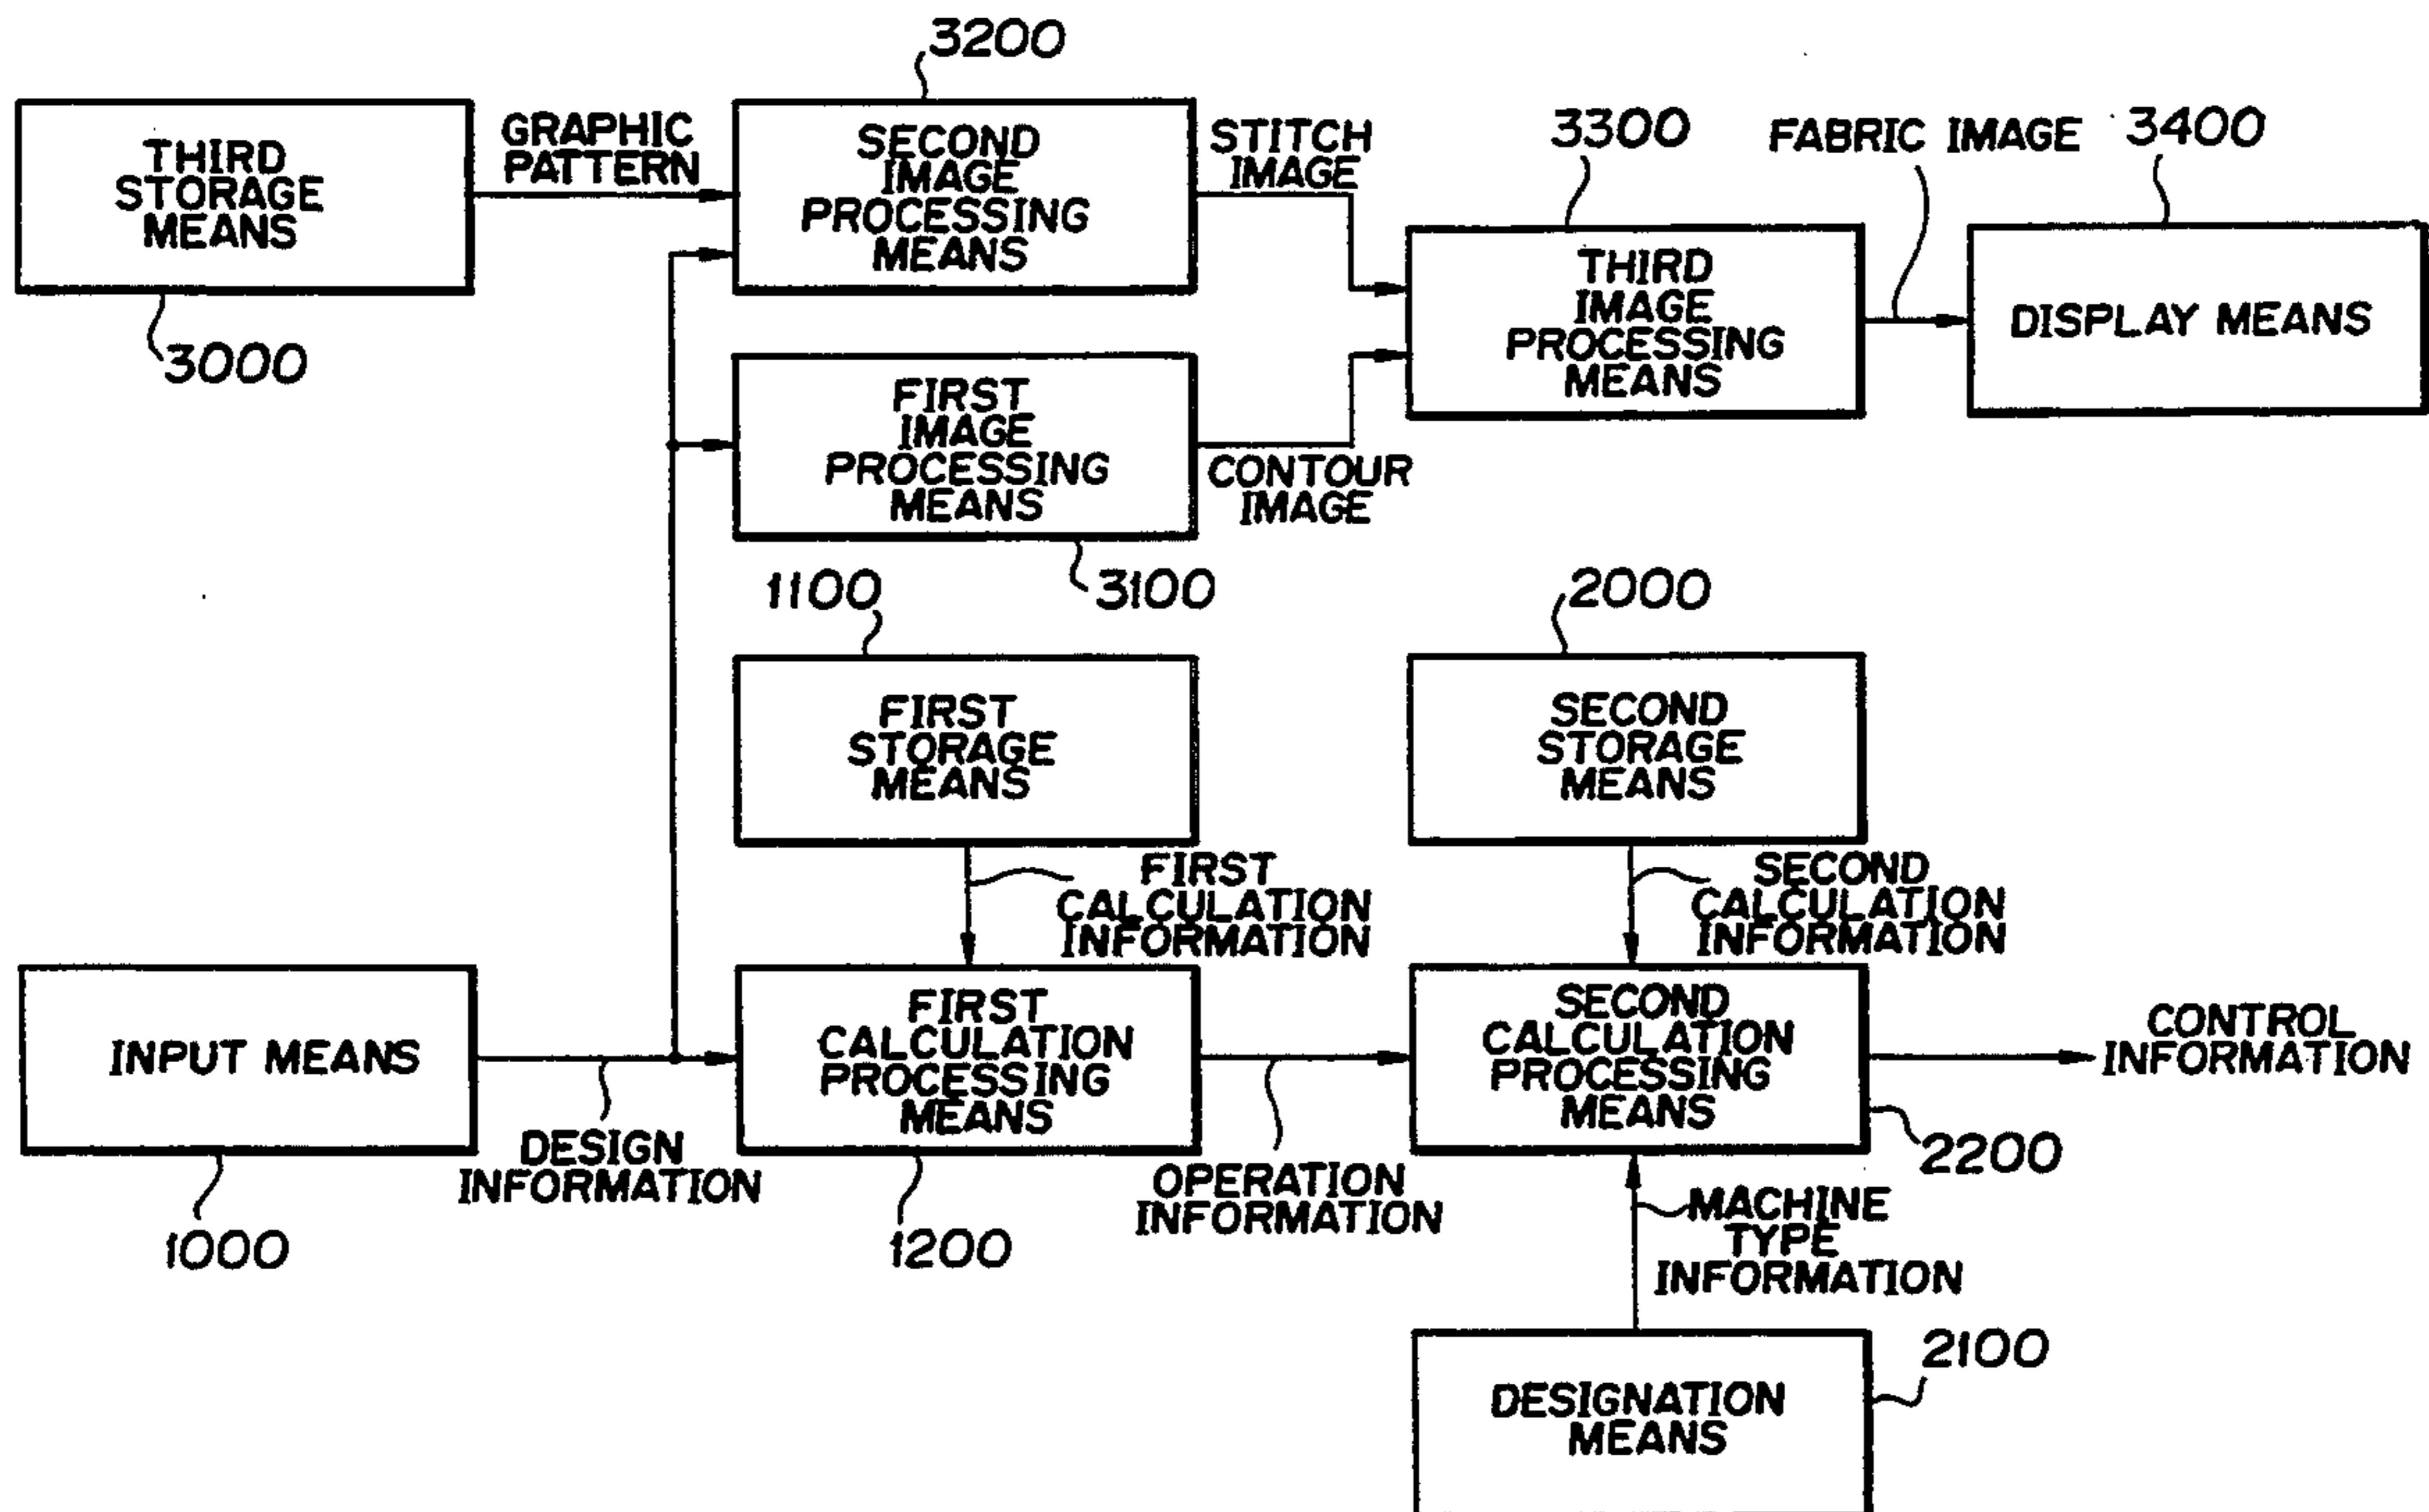 3200
THIRD
STORAGE
MEANS
3000
GRAPHIC
PATTERN
SECOND
IMAGE
PROCESSING
MEANS
STITCH
IMAGE
3300
THIRD
IMAGE
PROCESSING
MEANS
FABRIC IMAGE
3400
DISPLAY MEANS
FIRST
IMAGE
PROCESSING
MEANS
CONTOUR
IMAGE
3100
1100
FIRST
STORAGE
MEANS
2000
SECOND
STORAGE
MEANS
FIRST
CALCULATION
INFORMATION
SECOND
CALCULATION
INFORMATION
INPUT MEANS
1000
DESIGN
INFORMATION
FIRST
CALCULATION
PROCESSING
MEANS
1200
OPERATION
INFORMATION
SECOND
CALCULATION
PROCESSING
MEANS
2200
CONTROL
INFORMATION
MACHINE
TYPE
INFORMATION
2100
DESIGNATION
MEANS